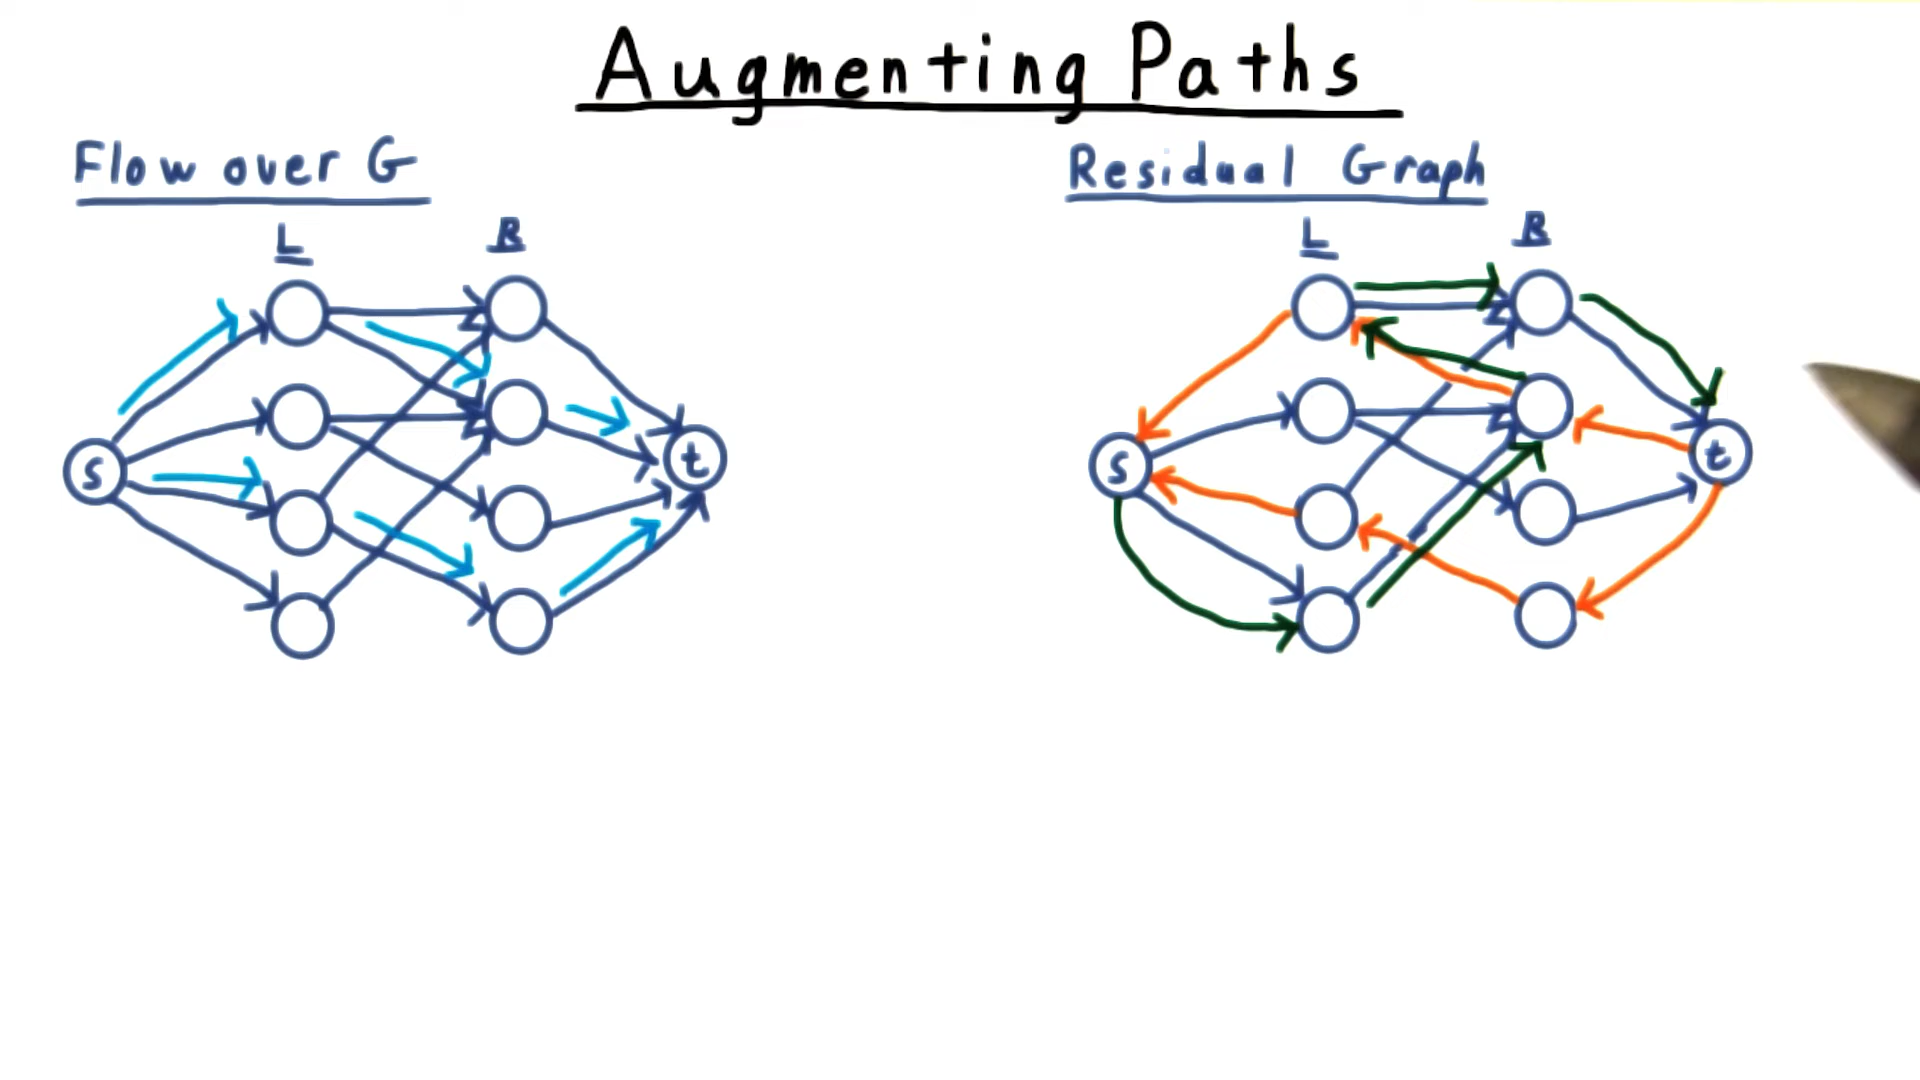 Augmenting Paths
Flow over G
L R
s
t
Residual Graph
L R
s
t